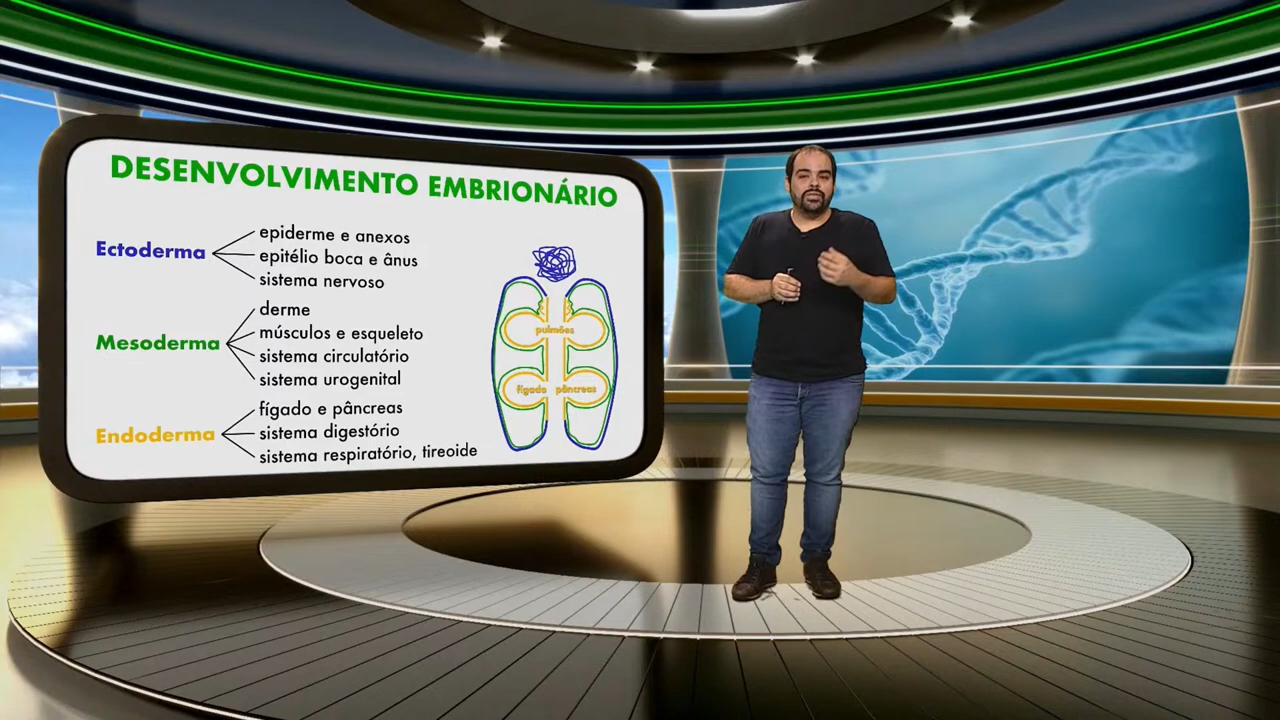 DESENVOLVIMENTO EMBRIONÁRIO
Ectoderma
epiderme e anexos
epitélio boca e ânus
sistema nervoso
Mesoderma
derme
músculos e esqueleto
sistema circulatório
sistema urogenital
Endoderma
fígado e pâncreas
sistema digestório
sistema respiratório, tireoide
pulmões
fígado pâncreas